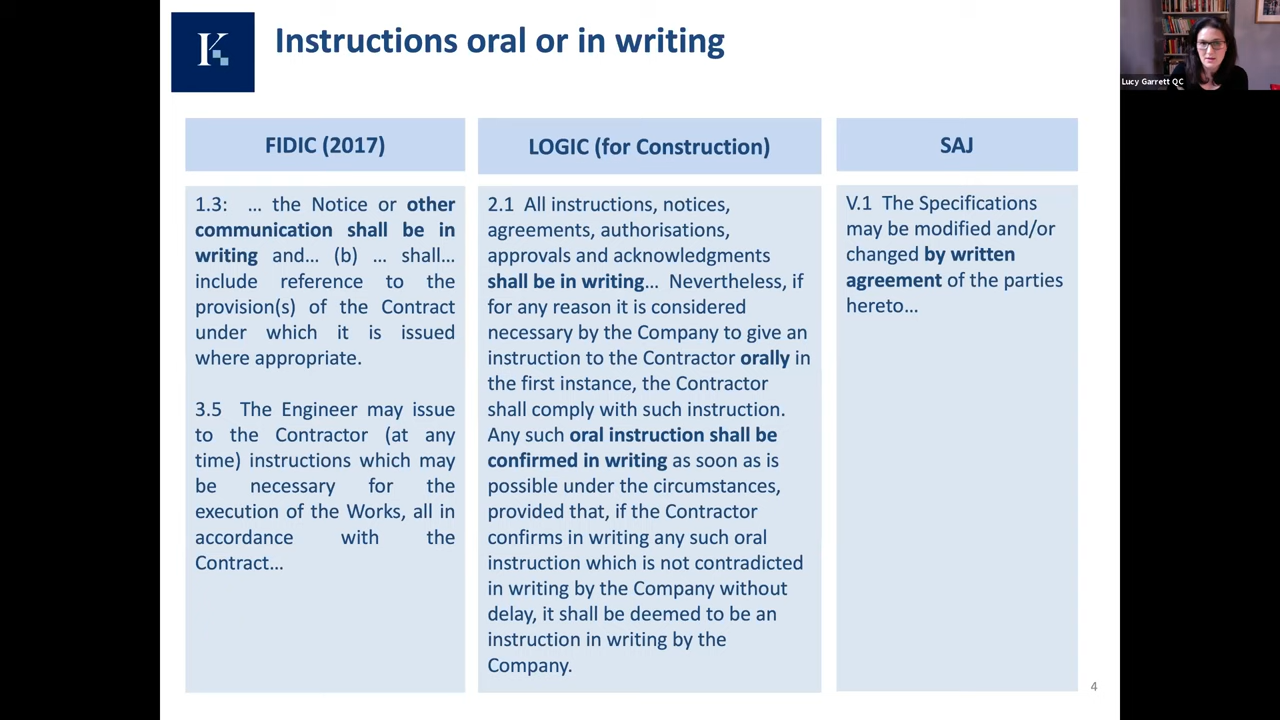 K
Instructions oral or in writing
Lucy Garrett QC
FIDIC (2017)
1.3: … the Notice or other
communication shall be in
writing and… (b) … shall…
include reference to the
provision(s) of the Contract
under which it is issued
where appropriate.
3.5 The Engineer may issue
to the Contractor (at any
time) instructions which may
be necessary for the
execution of the Works, all in
accordance with the
Contract…
LOGIC (for Construction)
2.1 All instructions, notices,
agreements, authorisations,
approvals and acknowledgments
shall be in writing… Nevertheless, if
for any reason it is considered
necessary by the Company to give an
instruction to the Contractor orally in
the first instance, the Contractor
shall comply with such instruction.
Any such oral instruction shall be
confirmed in writing as soon as is
possible under the circumstances,
provided that, if the Contractor
confirms in writing any such oral
instruction which is not contradicted
in writing by the Company without
delay, it shall be deemed to be an
instruction in writing by the
Company.
SAJ
V.1 The Specifications
may be modified and/or
changed by written
agreement of the parties
hereto…
4